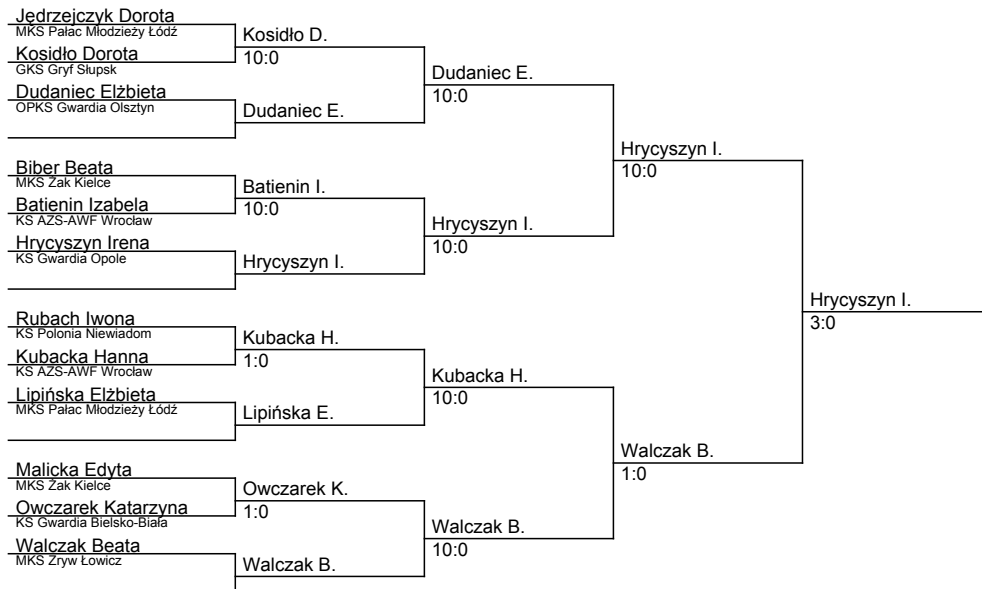 Jędrzejczyk Dorota
MKS Pałac Młodzieży Łódź
Kosidło D.
10:0
Kosidło Dorota
GKS Gryf Słupsk
Dudaniec E.
10:0
Dudaniec Elżbieta
OPKS Gwardia Olsztyn
Dudaniec E.
Hrycyszyn I.
10:0
Biber Beata
MKS Żak Kielce
Batienin I.
10:0
Batienin Izabela
KS AZS-AWF Wrocław
Hrycyszyn I.
10:0
Hrycyszyn Irena
KS Gwardia Opole
Hrycyszyn I.
Hrycyszyn I.
3:0
Rubach Iwona
KS Polonia Niewiadom
Kubacka H.
1:0
Kubacka Hanna
KS AZS-AWF Wrocław
Kubacka H.
10:0
Lipińska Elżbieta
MKS Pałac Młodzieży Łódź
Lipińska E.
Walczak B.
1:0
Malicka Edyta
MKS Żak Kielce
Owczarek K.
1:0
Owczarek Katarzyna
KS Gwardia Bielsko-Biała
Walczak B.
10:0
Walczak Beata
MKS Zryw Łowicz
Walczak B.